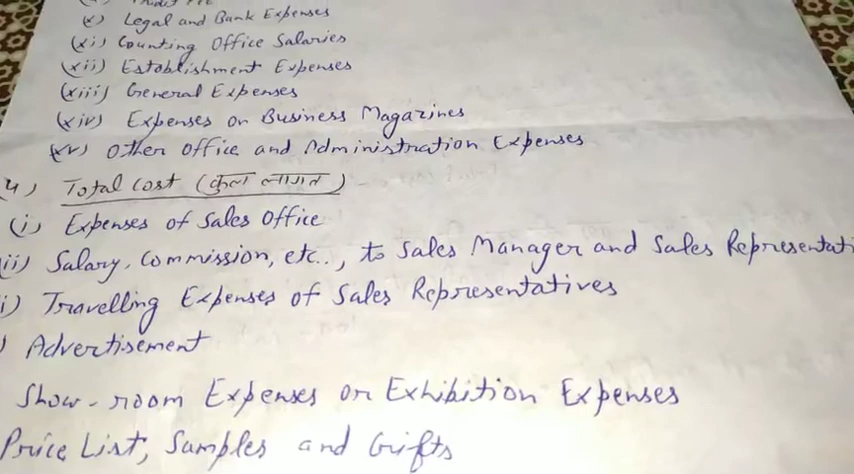 (x) Legal and Bank Expenses
(xi) Counting Office Salaries
(xii) Establishment Expenses
(xiii) General Expenses
(xiv) Expenses on Business Magazines
(xv) Other office and Administration Expenses
4) Total Cost (कुल लागत)
(i) Expenses of Sales Office
ii) Salary, Commission, etc.., to Sales Manager and Sales Representati
i) Travelling Expenses of Sales Representatives
) Advertisement
Show-room Expenses or Exhibition Expenses
Price List, Samples and Gifts